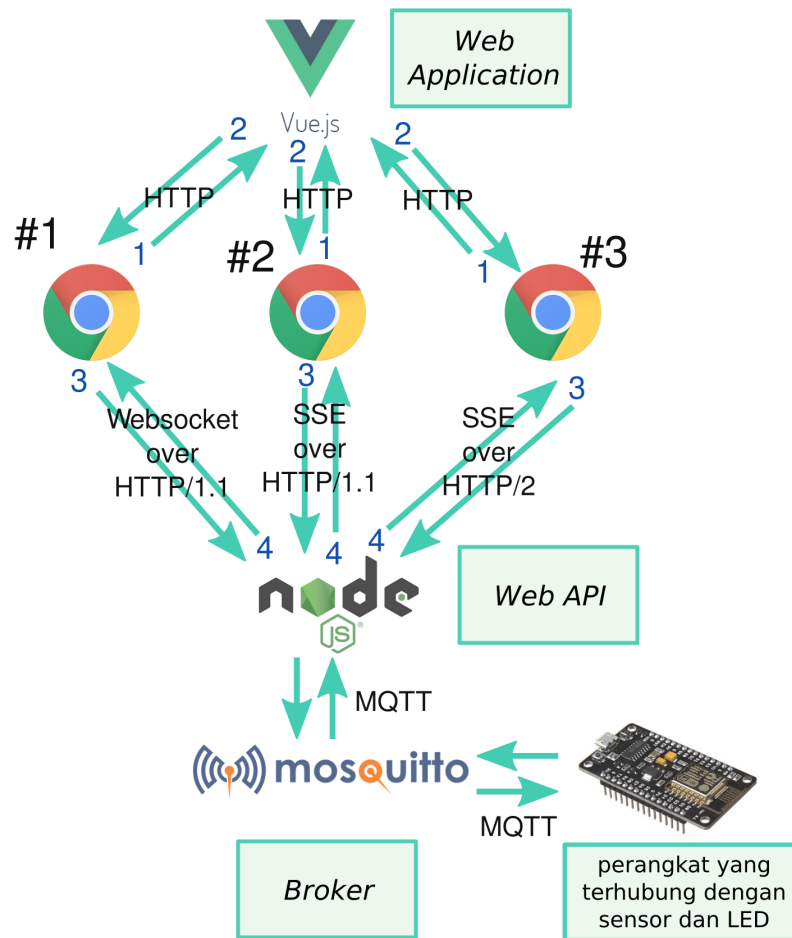 Web
Application
Vue.js
2
2
2
HTTP
HTTP
HTTP
1
1
1
#1
#2
#3
3
3
3
Websocket
over
HTTP/1.1
SSE
over
HTTP/1.1
SSE
over
HTTP/2
4
4
4
node
JS
®
Web API
MQTT
mosquitto
MQTT
Broker
perangkat yang
terhubung dengan
sensor dan LED